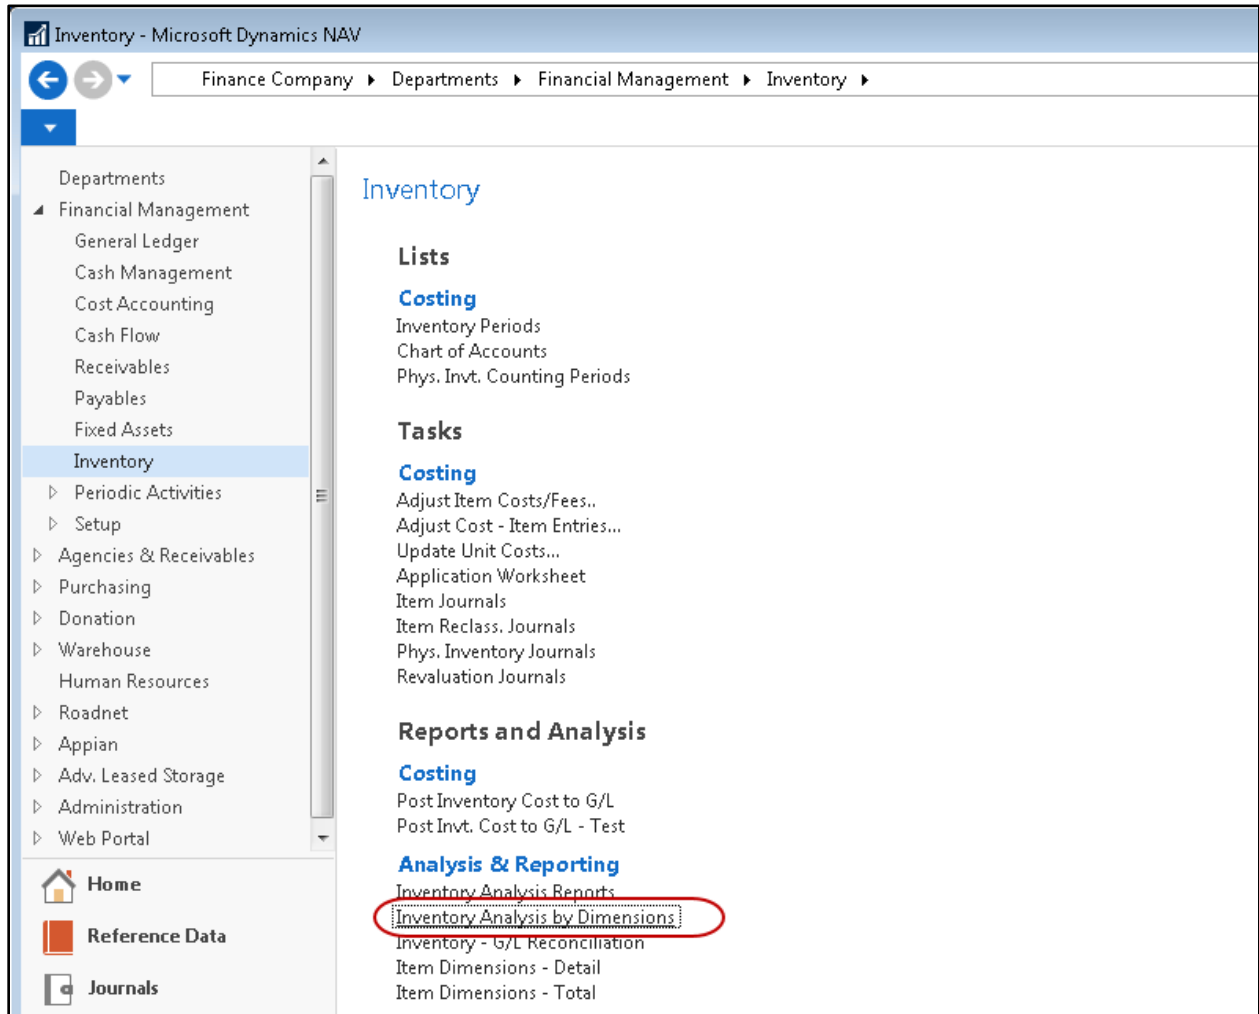 Inventory - Microsoft Dynamics NAV
Finance Company Departments Financial Management Inventory
Departments
Financial Management
General Ledger
Cash Management
Cost Accounting
Cash Flow
Receivables
Payables
Fixed Assets
Inventory
Periodic Activities
Setup
Agencies & Receivables
Purchasing
Donation
Warehouse
Human Resources
Roadnet
Appian
Adv. Leased Storage
Administration
Web Portal
Home
Reference Data
Journals
Inventory
Lists
Costing
Inventory Periods
Chart of Accounts
Phys. Invt. Counting Periods
Tasks
Costing
Adjust Item Costs/Fees..
Adjust Cost - Item Entries...
Update Unit Costs...
Application Worksheet
Item Journals
Item Reclass. Journals
Phys. Inventory Journals
Revaluation Journals
Reports and Analysis
Costing
Post Inventory Cost to G/L
Post Invt. Cost to G/L - Test
Analysis & Reporting
Inventory Analysis Reports
Inventory Analysis by Dimensions
Inventory - G/L Reconciliation
Item Dimensions - Detail
Item Dimensions - Total